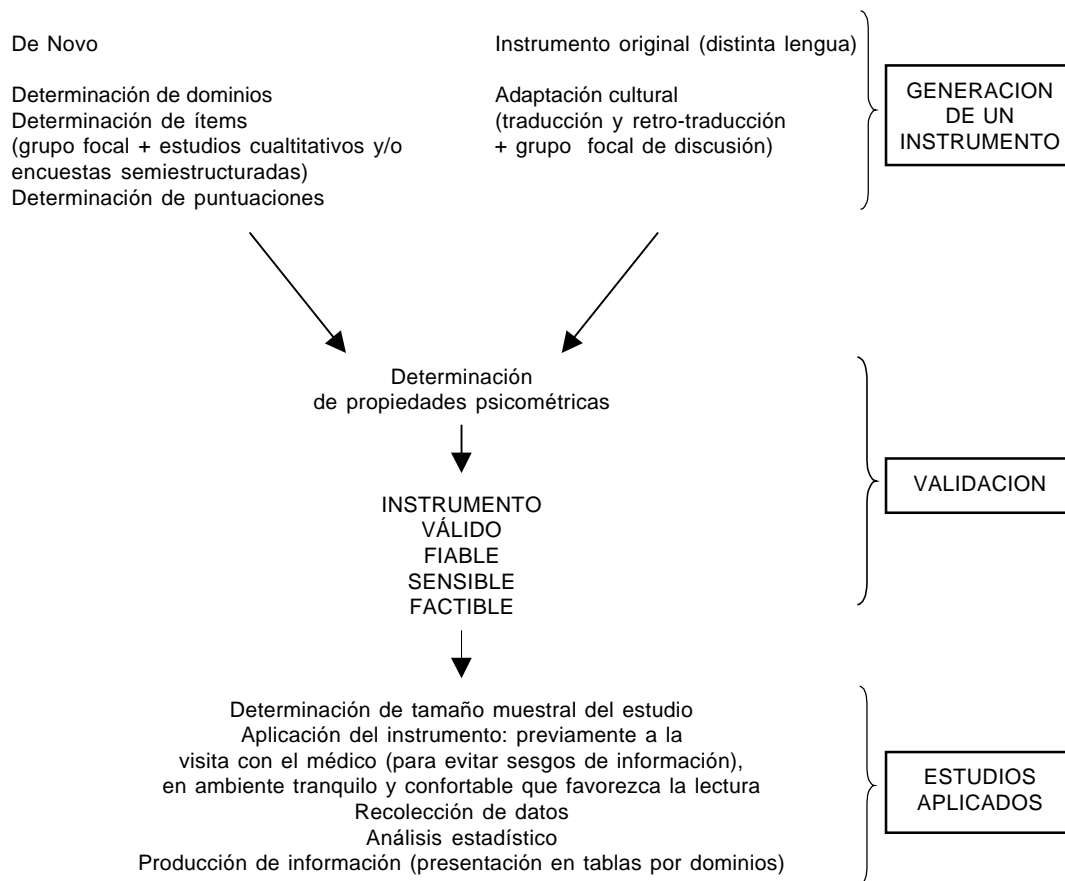 De Novo
Determinación de dominios
Determinación de ítems
(grupo focal + estudios cualtitativos y/o
encuestas semiestructuradas)
Determinación de puntuaciones
Instrumento original (distinta lengua)
Adaptación cultural
(traducción y retro-traducción
+ grupo focal de discusión)
GENERACION
DE UN
INSTRUMENTO
Determinación
de propiedades psicométricas
INSTRUMENTO
VÁLIDO
FIABLE
SENSIBLE
FACTIBLE
VALIDACION
Determinación de tamaño muestral del estudio
Aplicación del instrumento: previamente a la
visita con el médico (para evitar sesgos de información),
en ambiente tranquilo y confortable que favorezca la lectura
Recolección de datos
Análisis estadístico
Producción de información (presentación en tablas por dominios)
ESTUDIOS
APLICADOS